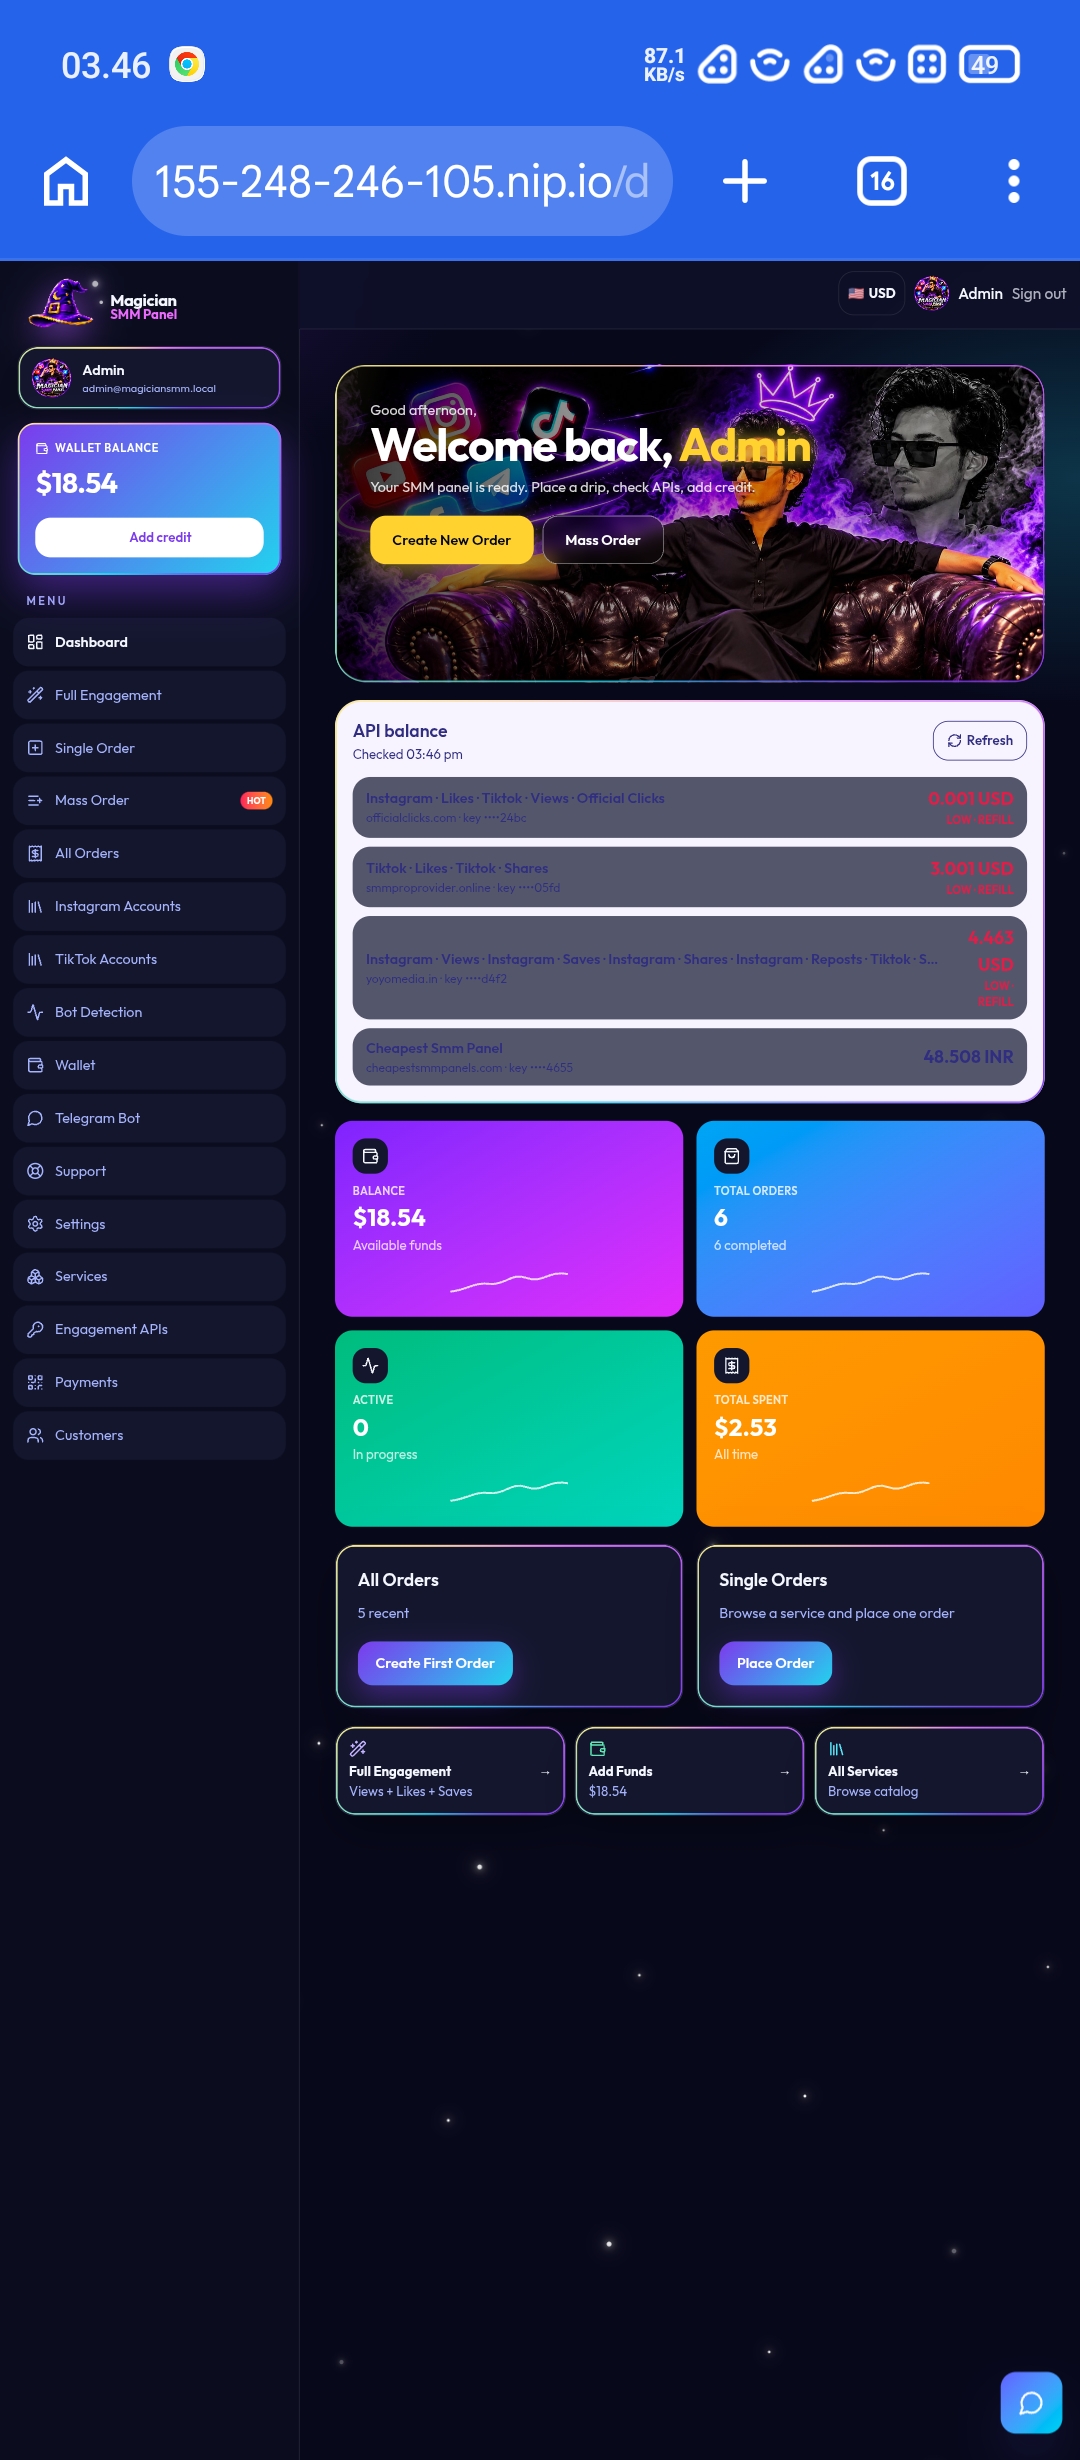 03.46
87.1
KB/s
49
155-248-246-105.nip.io/d
16
Magician
SMM Panel
USD
Admin
Sign out
Admin
admin@magiciansmm.local
WALLET BALANCE
$18.54
Add credit
MENU
Dashboard
Full Engagement
Single Order
Mass Order
HOT
All Orders
Instagram Accounts
TikTok Accounts
Bot Detection
Wallet
Telegram Bot
Support
Settings
Services
Engagement APIs
Payments
Customers
Good afternoon,
Welcome back, Admin
Your SMM panel is ready. Place a drip, check APIs, add credit.
Create New Order
Mass Order
API balance
Checked 03:46 pm
Refresh
Instagram · Likes · Tiktok · Views · Official Clicks
officialclicks.com · key ····24bc
0.001 USD
LOW · REFILL
Tiktok · Likes · Tiktok · Shares
smmproprovider.online · key ····05fd
3.001 USD
LOW · REFILL
Instagram · Views · Instagram · Saves · Instagram · Shares · Instagram · Reposts · Tiktok · S...
yoyomedia.in · key ····d4f2
4.463
USD
LOW ·
REFILL
Cheapest Smm Panel
cheapestsmmpanels.com · key ····4655
48.508 INR
BALANCE
$18.54
Available funds
TOTAL ORDERS
6
6 completed
ACTIVE
0
In progress
TOTAL SPENT
$2.53
All time
All Orders
5 recent
Create First Order
Single Orders
Browse a service and place one order
Place Order
Full Engagement →
Views + Likes + Saves
Add Funds →
$18.54
All Services →
Browse catalog